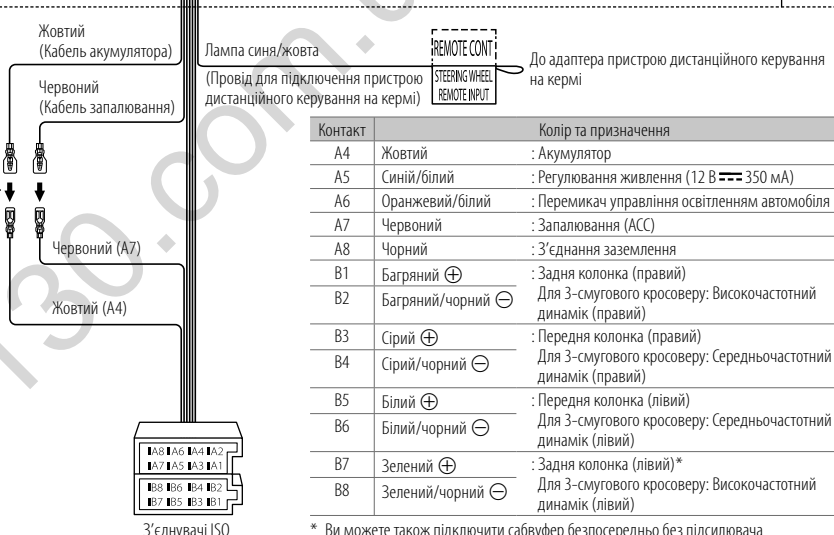 Жовтий
(Кабель акумулятора)
Червоний
(Кабель запалювання)
Лампа синя/жовта
(Провід для підключення пристрою
дистанційного керування на кермі)
REMOTE CONT
STEERING WHEEL
REMOTE INPUT
До адаптера пристрою дистанційного керування
на кермі
Червоний (A7)
Жовтий (A4)
A8 A6 A4 A2
A7 A5 A3 A1
B8 B6 B4 B2
B7 B5 B3 B1
З’єднувачі ISO
Контакт Колір та призначення
A4 Жовтий : Акумулятор
A5 Синій/білий : Регулювання живлення (12 В 350 мА)
A6 Оранжевий/білий : Перемикач управління освітленням автомобіля
A7 Червоний : Запалювання (ACC)
A8 Чорний : З’єднання заземлення
B1 Багряний ⊕ : Задня колонка (правий)
B2 Багряний/чорний ⊖ Для 3-смугового кросоверу: Високочастотний
динамік (правий)
B3 Сірий ⊕ : Передня колонка (правий)
B4 Сірий/чорний ⊖ Для 3-смугового кросоверу: Середньочастотний
динамік (правий)
B5 Білий ⊕ : Передня колонка (лівий)
B6 Білий/чорний ⊖ Для 3-смугового кросоверу: Середньочастотний
динамік (лівий)
B7 Зелений ⊕ : Задня колонка (лівий)*
B8 Зелений/чорний ⊖ Для 3-смугового кросоверу: Високочастотний
динамік (лівий)
* Ви можете також підключити сабвуфер безпосередньо без підсилювача
130.com.